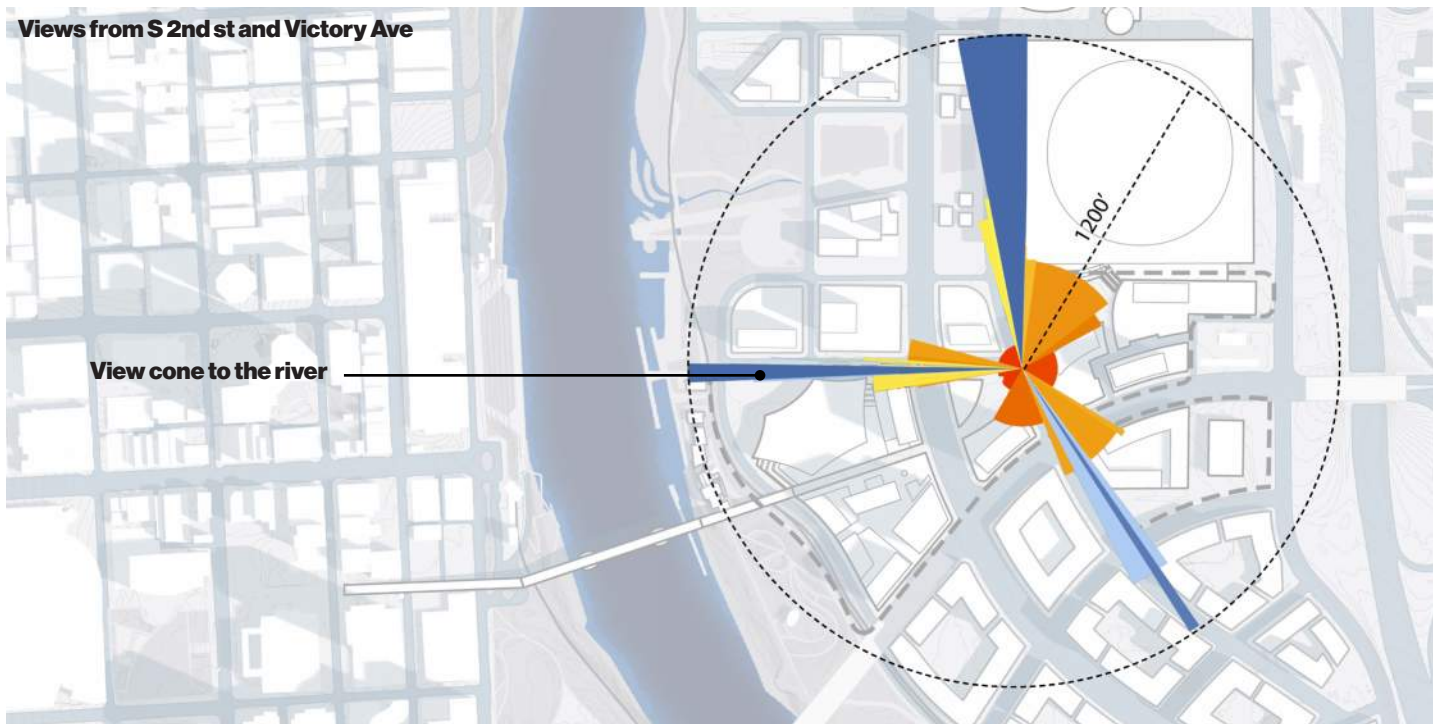 Views from S 2nd st and Victory Ave
1200’
View cone to the river